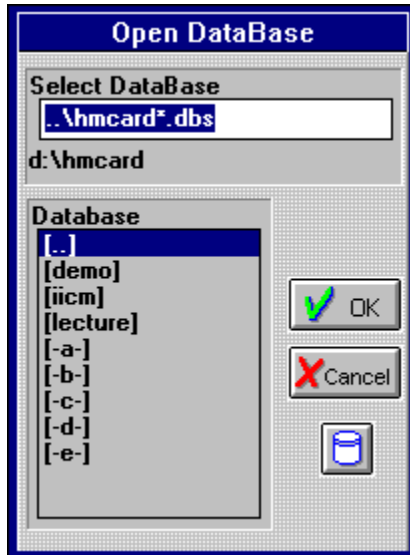 Open DataBase
Select DataBase
..\hmcard*.dbs
d:\hmcard
Database
[..]
[demo]
[iicm]
[lecture]
[-a-]
[-b-]
[-c-]
[-d-]
[-e-]
OK
Cancel